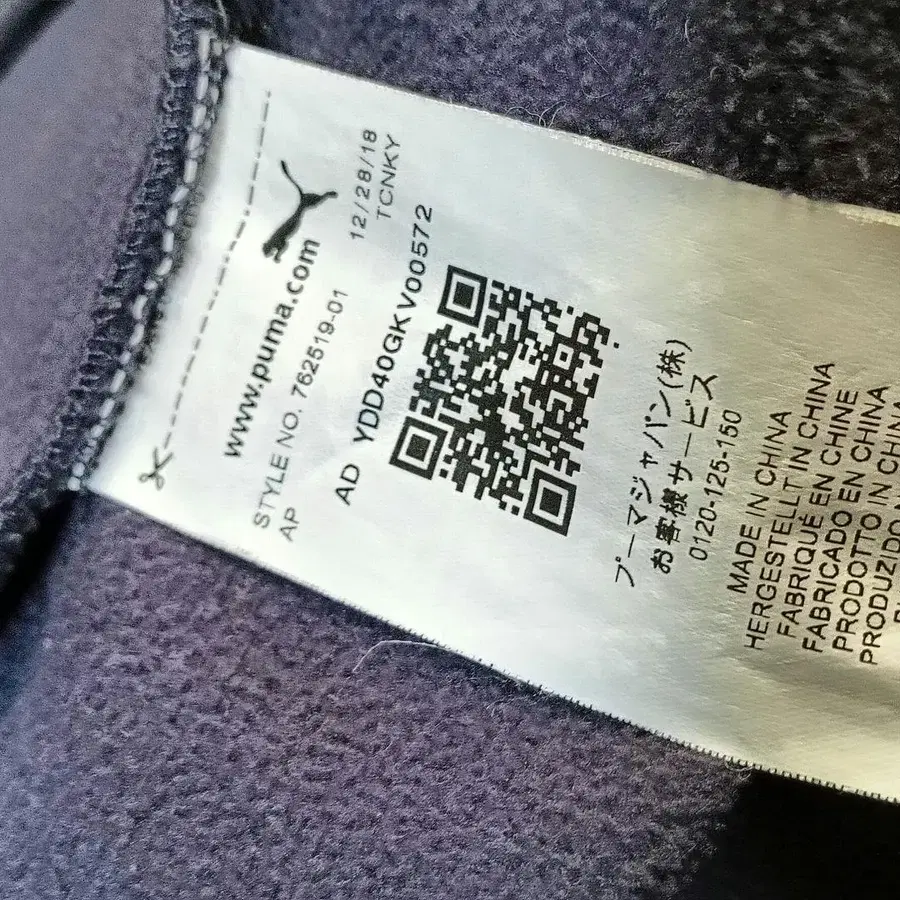 www.puma.com
STYLE NO. 762519-01
AP
12/28/18
TCNKY
AD YDD40GKV00572
プーマジャパン(株)
お客様サービス
0120-125-150
MADE IN CHINA
HERGESTELLT IN CHINA
FABRIQUÉ EN CHINE
FABRICADO EN CHINA
PRODOTTO IN CHINA
PRODUZIDO